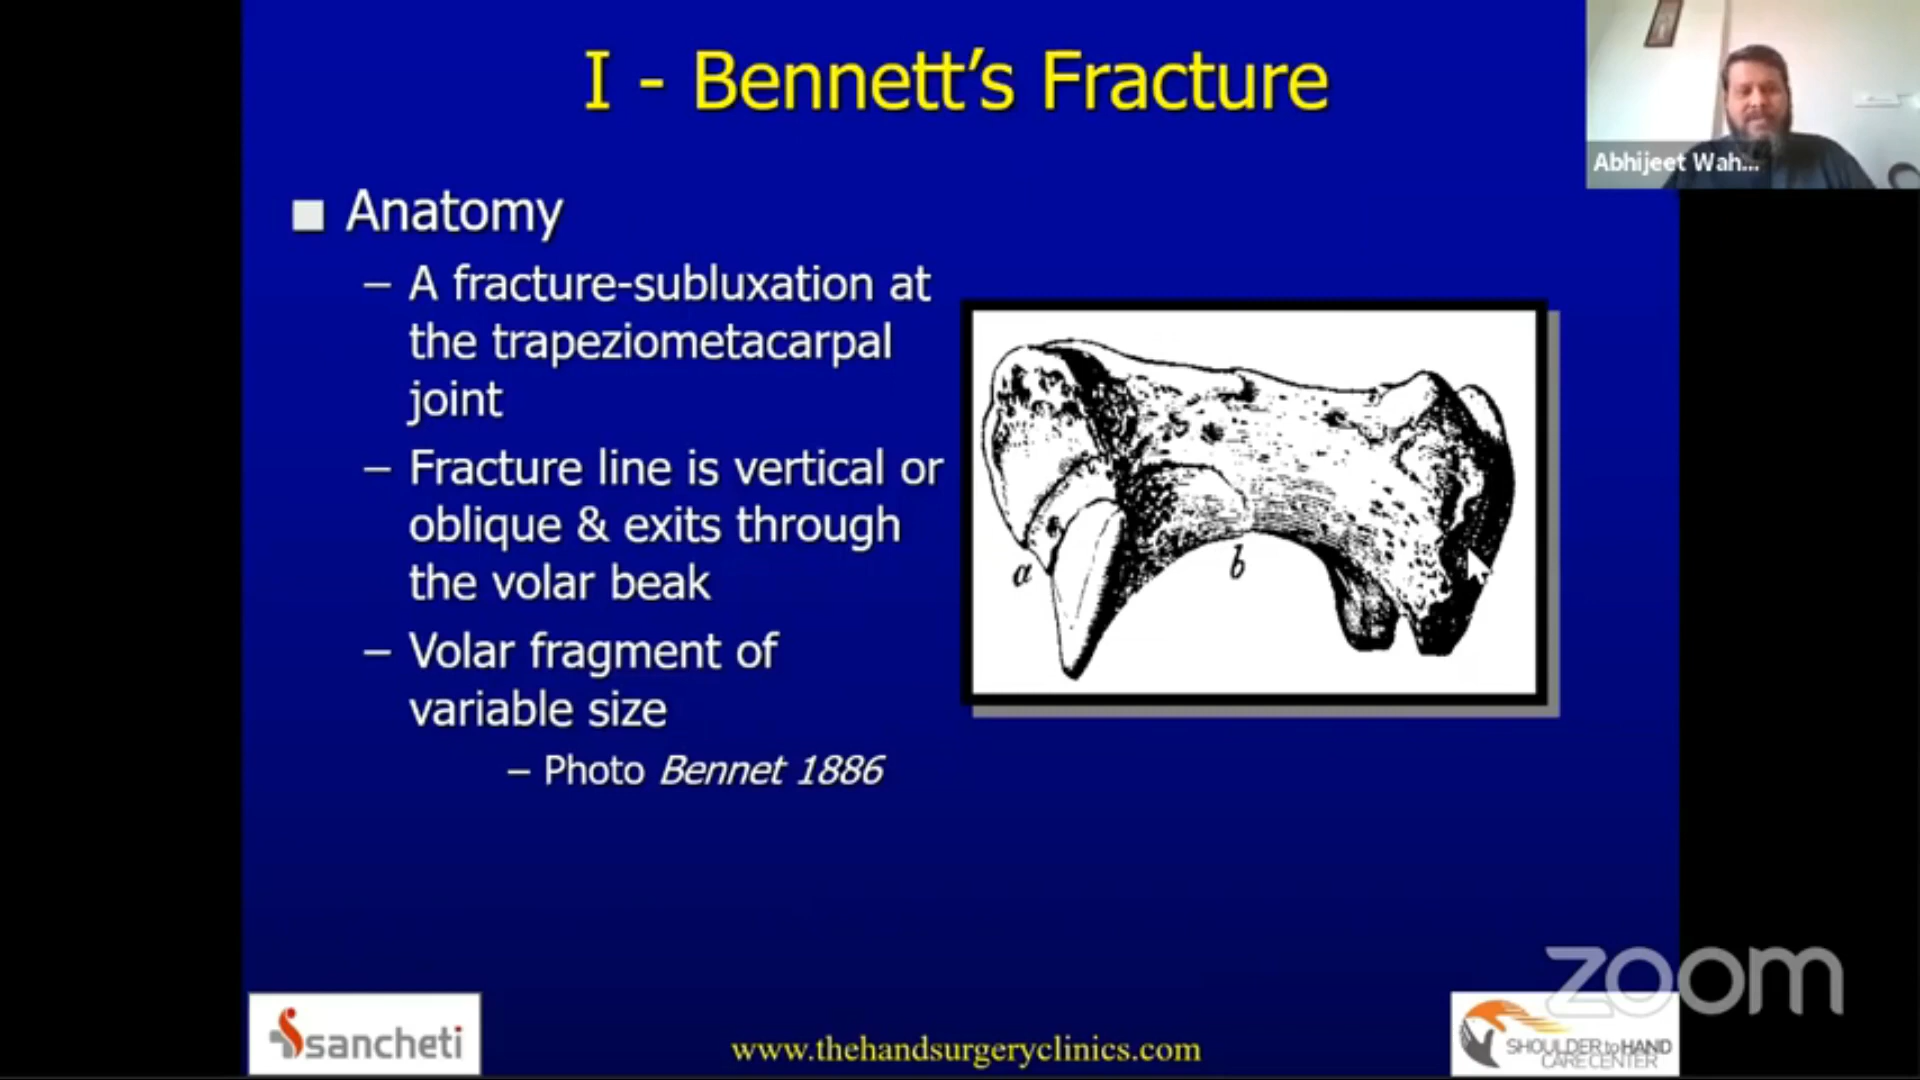 I - Bennett's Fracture
Abhijeet Wah...
Anatomy
– A fracture-subluxation at
the trapeziometacarpal
joint
– Fracture line is vertical or
oblique & exits through
the volar beak
– Volar fragment of
variable size
– Photo Bennet 1886
a
b
zoom
sancheti
www.thehandsurgeryclinics.com
SHOULDER to HAND
CARE CENTER